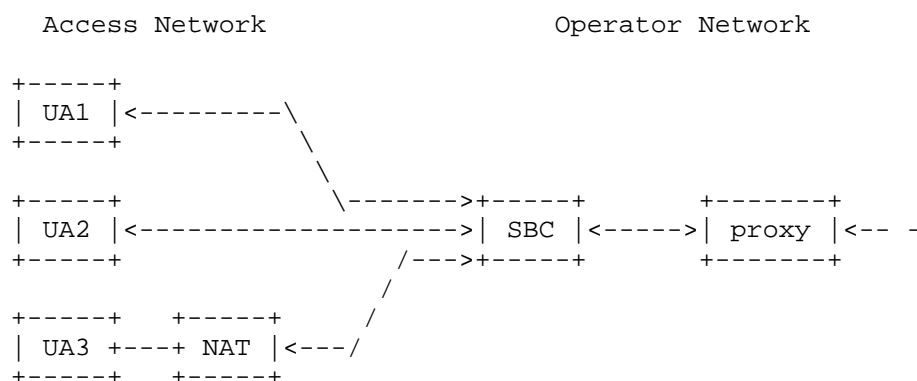 Access Network Operator Network
UA1
UA2 SBC proxy
UA3 NAT